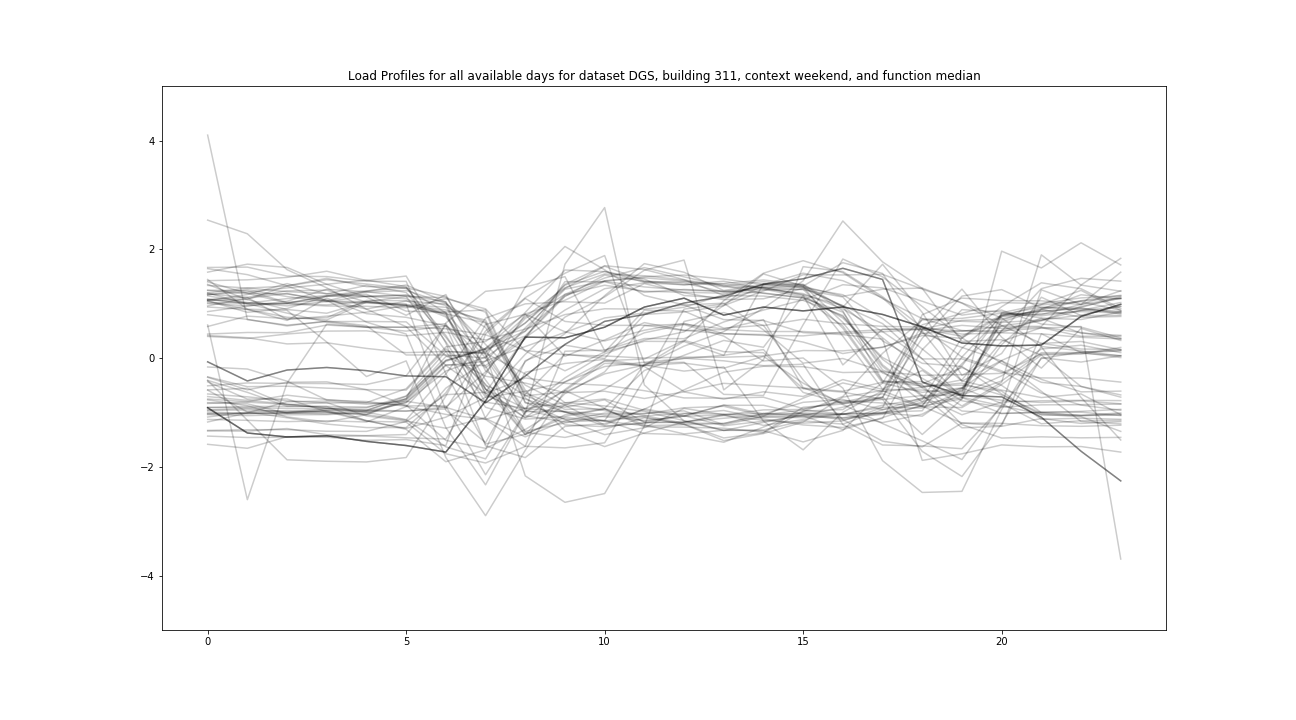 Load Profiles for all available days for dataset DGS, building 311, context weekend, and function median
4
2
0
−2
−4
0 5 10 15 20